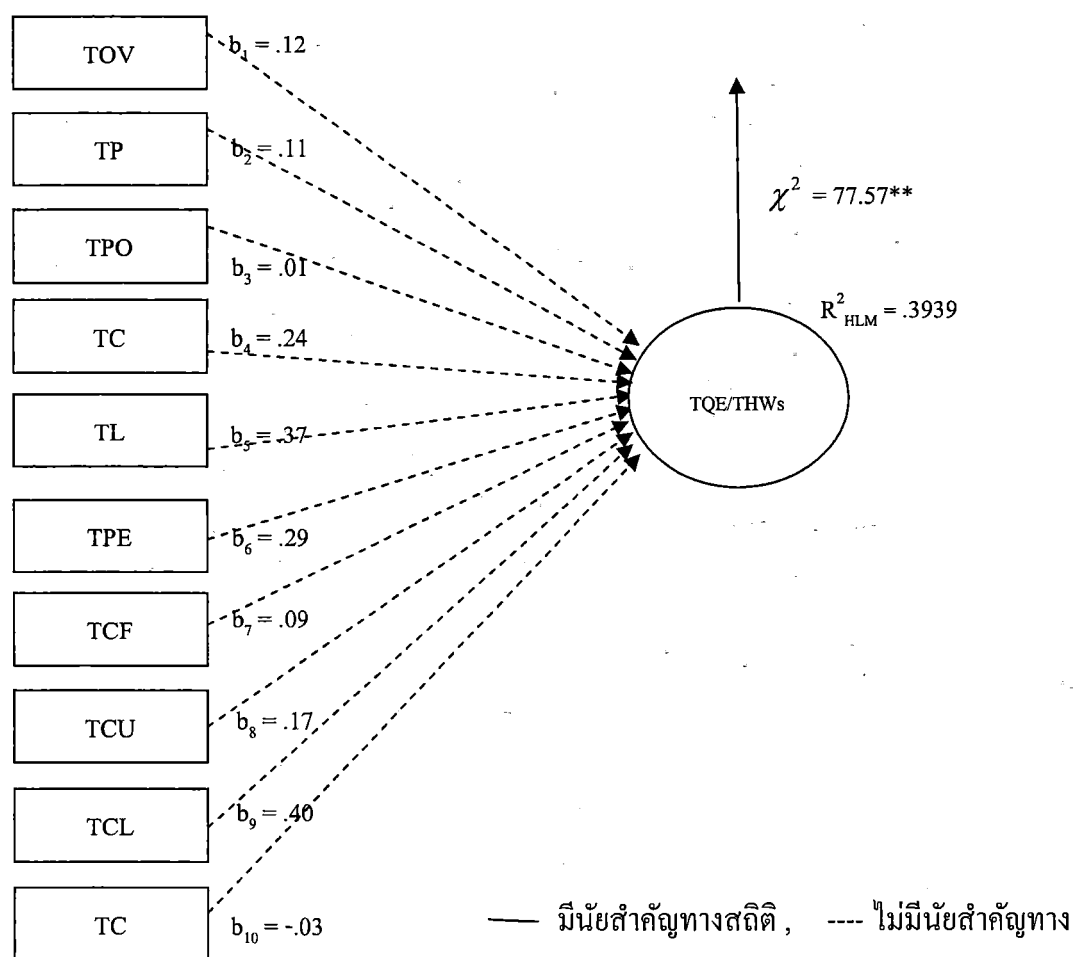 TOV
b₁ = .12
TP
b₂ = .11
TPO
b₃ = .01
TC
b₄ = .24
TL
b₅ = -.37
TPE
b₆ = .29
TCF
b₇ = .09
TCU
b₈ = .17
TCL
b₉ = .40
TC
b₁₀ = -.03
χ² = 77.57**
R²HLM = .3939
TQE/THWs
—— มีนัยสำคัญทางสถิติ , ---- ไม่มีนัยสำคัญทาง